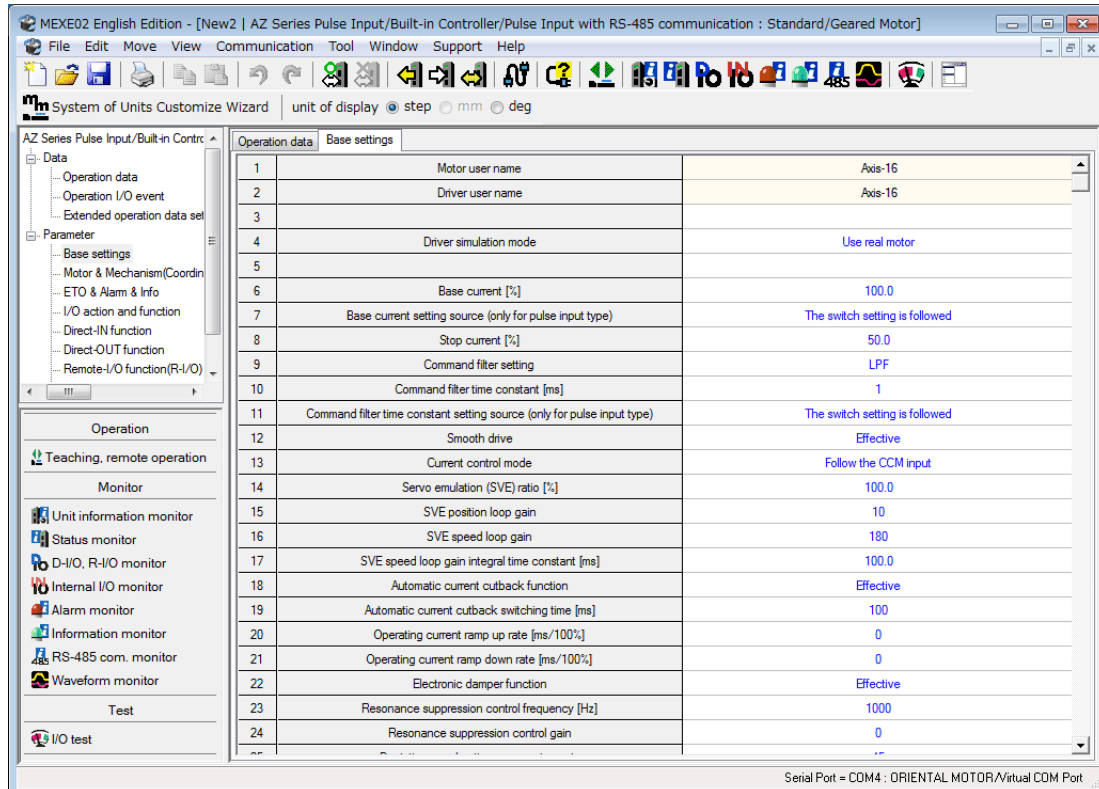 MEXE02 English Edition - [New2 | AZ Series Pulse Input/Built-in Controller/Pulse Input with RS-485 communication : Standard/Geared Motor]
File Edit Move View Communication Tool Window Support Help
System of Units Customize Wizard unit of display step mm deg
AZ Series Pulse Input/Built-in Contrc
Data
Operation data
Operation I/O event
Extended operation data set
Parameter
Base settings
Motor & Mechanism(Coordin
ETO & Alarm & Info
I/O action and function
Direct-IN function
Direct-OUT function
Remote-I/O function(R-I/O)
Operation
Teaching, remote operation
Monitor
Unit information monitor
Status monitor
D-I/O, R-I/O monitor
Internal I/O monitor
Alarm monitor
Information monitor
RS-485 com. monitor
Waveform monitor
Test
I/O test
Operation data Base settings
1 Motor user name Axis-16
2 Driver user name Axis-16
3
4 Driver simulation mode Use real motor
5
6 Base current [%] 100.0
7 Base current setting source (only for pulse input type) The switch setting is followed
8 Stop current [%] 50.0
9 Command filter setting LPF
10 Command filter time constant [ms] 1
11 Command filter time constant setting source (only for pulse input type) The switch setting is followed
12 Smooth drive Effective
13 Current control mode Follow the CCM input
14 Servo emulation (SVE) ratio [%] 100.0
15 SVE position loop gain 10
16 SVE speed loop gain 180
17 SVE speed loop gain integral time constant [ms] 100.0
18 Automatic current cutback function Effective
19 Automatic current cutback switching time [ms] 100
20 Operating current ramp up rate [ms/100%] 0
21 Operating current ramp down rate [ms/100%] 0
22 Electronic damper function Effective
23 Resonance suppression control frequency [Hz] 1000
24 Resonance suppression control gain 0
Serial Port = COM4 : ORIENTAL MOTOR/Virtual COM Port